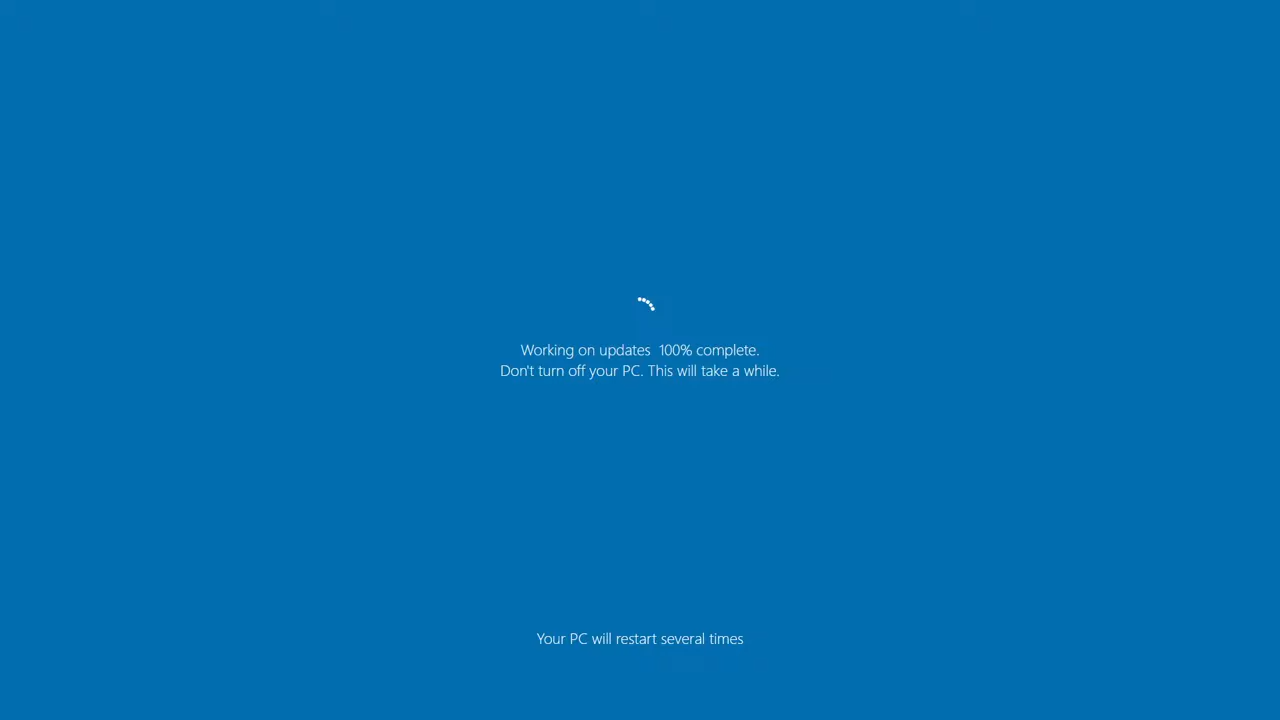 Working on updates  100% complete.
Don't turn off your PC. This will take a while.
Your PC will restart several times